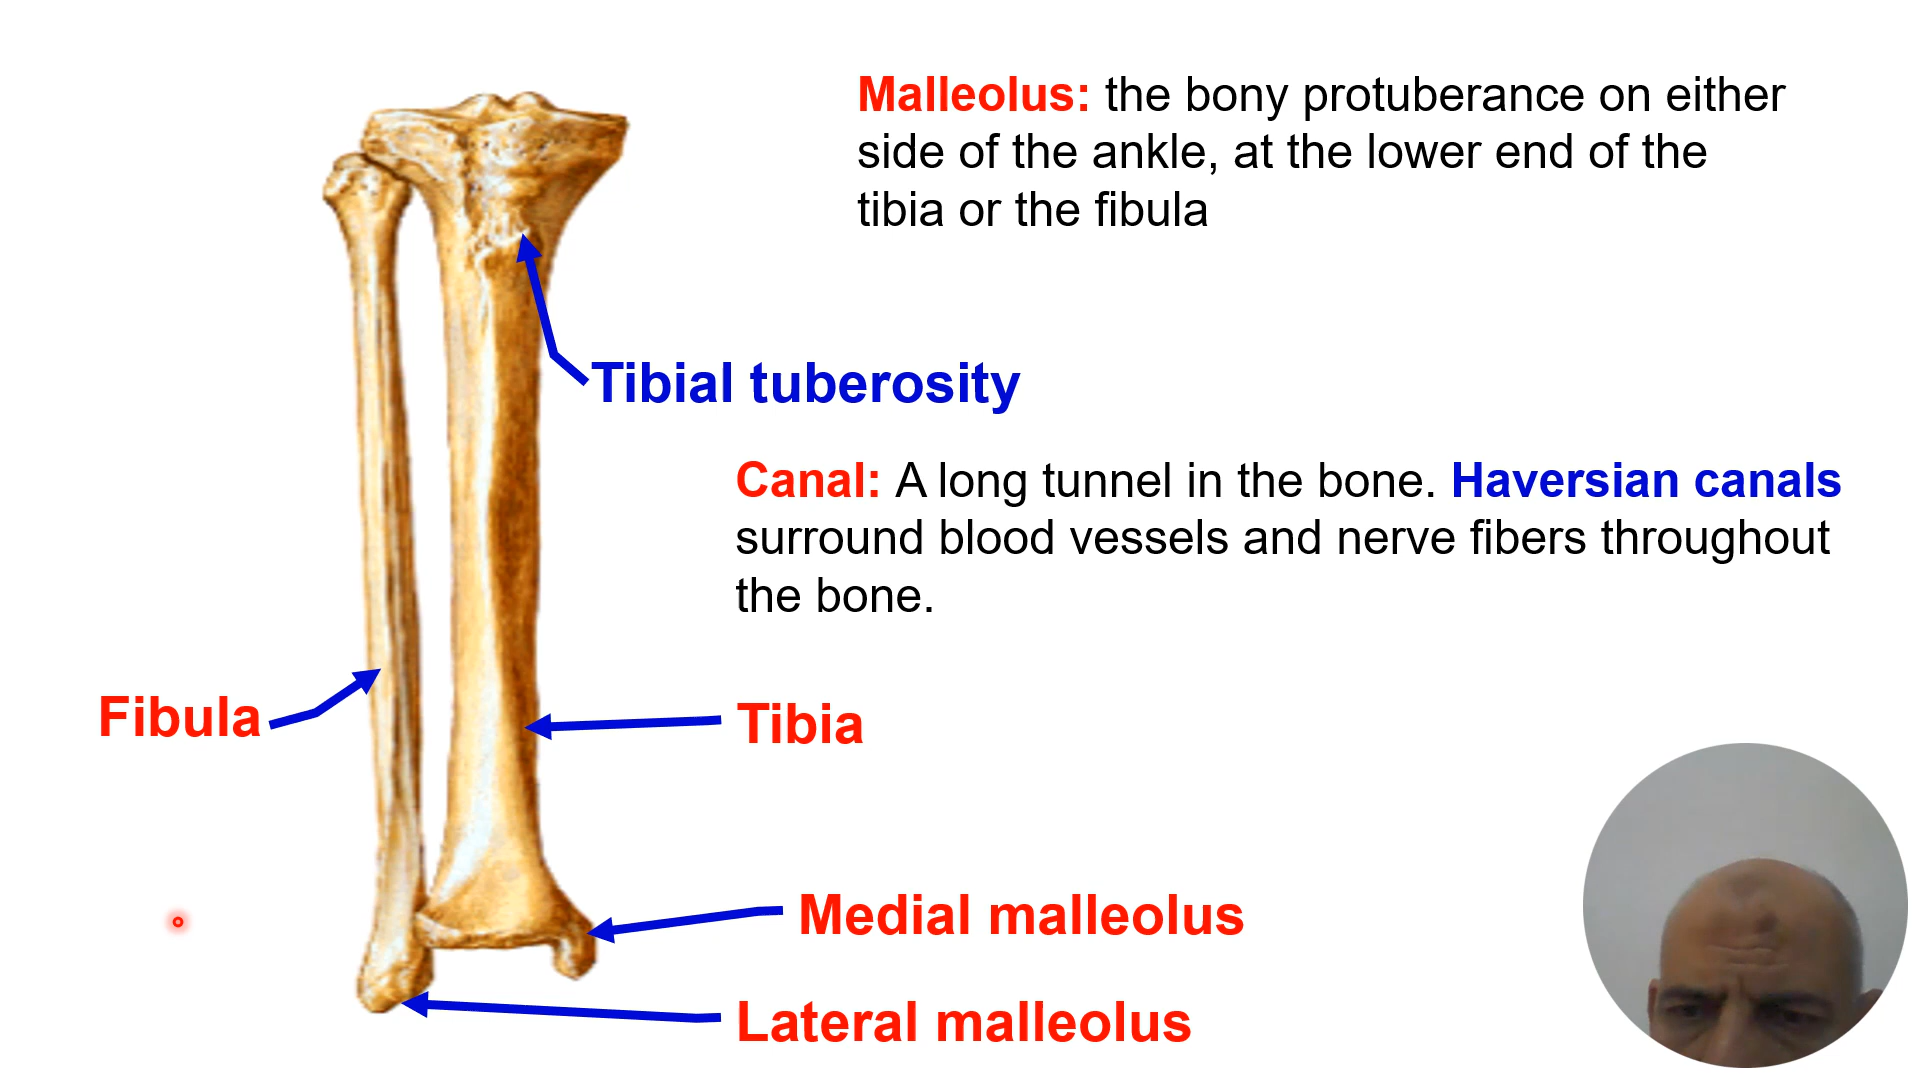 Malleolus: the bony protuberance on either
side of the ankle, at the lower end of the
tibia or the fibula
Tibial tuberosity
Canal: A long tunnel in the bone. Haversian canals
surround blood vessels and nerve fibers throughout
the bone.
Fibula
Tibia
Medial malleolus
Lateral malleolus